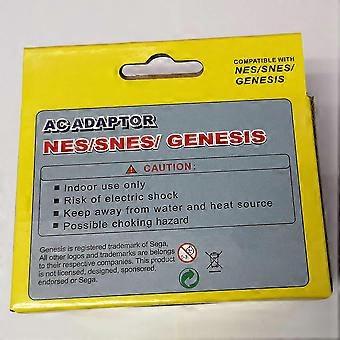 COMPATIBLE WITH
NES/SNES/
GENESIS
AC ADAPTOR
NES/SNES/ GENESIS
CAUTION:
Indoor use only
Risk of electric shock
Keep away from water and heat source
Possible choking hazard
Genesis is registered trademark of Sega.
All other logos and trademarks are belongs
to their respective companies. This product
is not licensed, designed, sponsored,
endorsed or Sega.